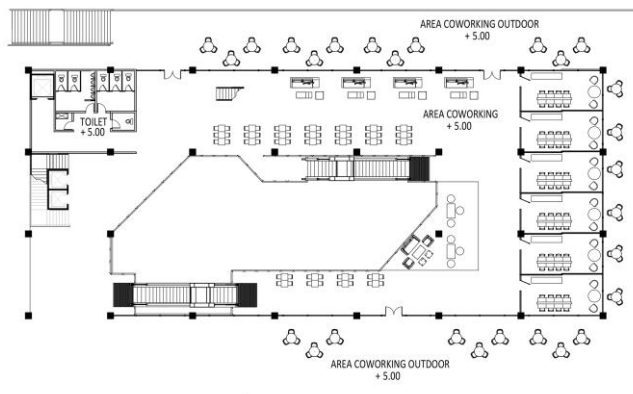 AREA COWORKING OUTDOOR
+ 5.00
AREA COWORKING
+ 5.00
TOILET
+ 5.00
AREA COWORKING OUTDOOR
+ 5.00